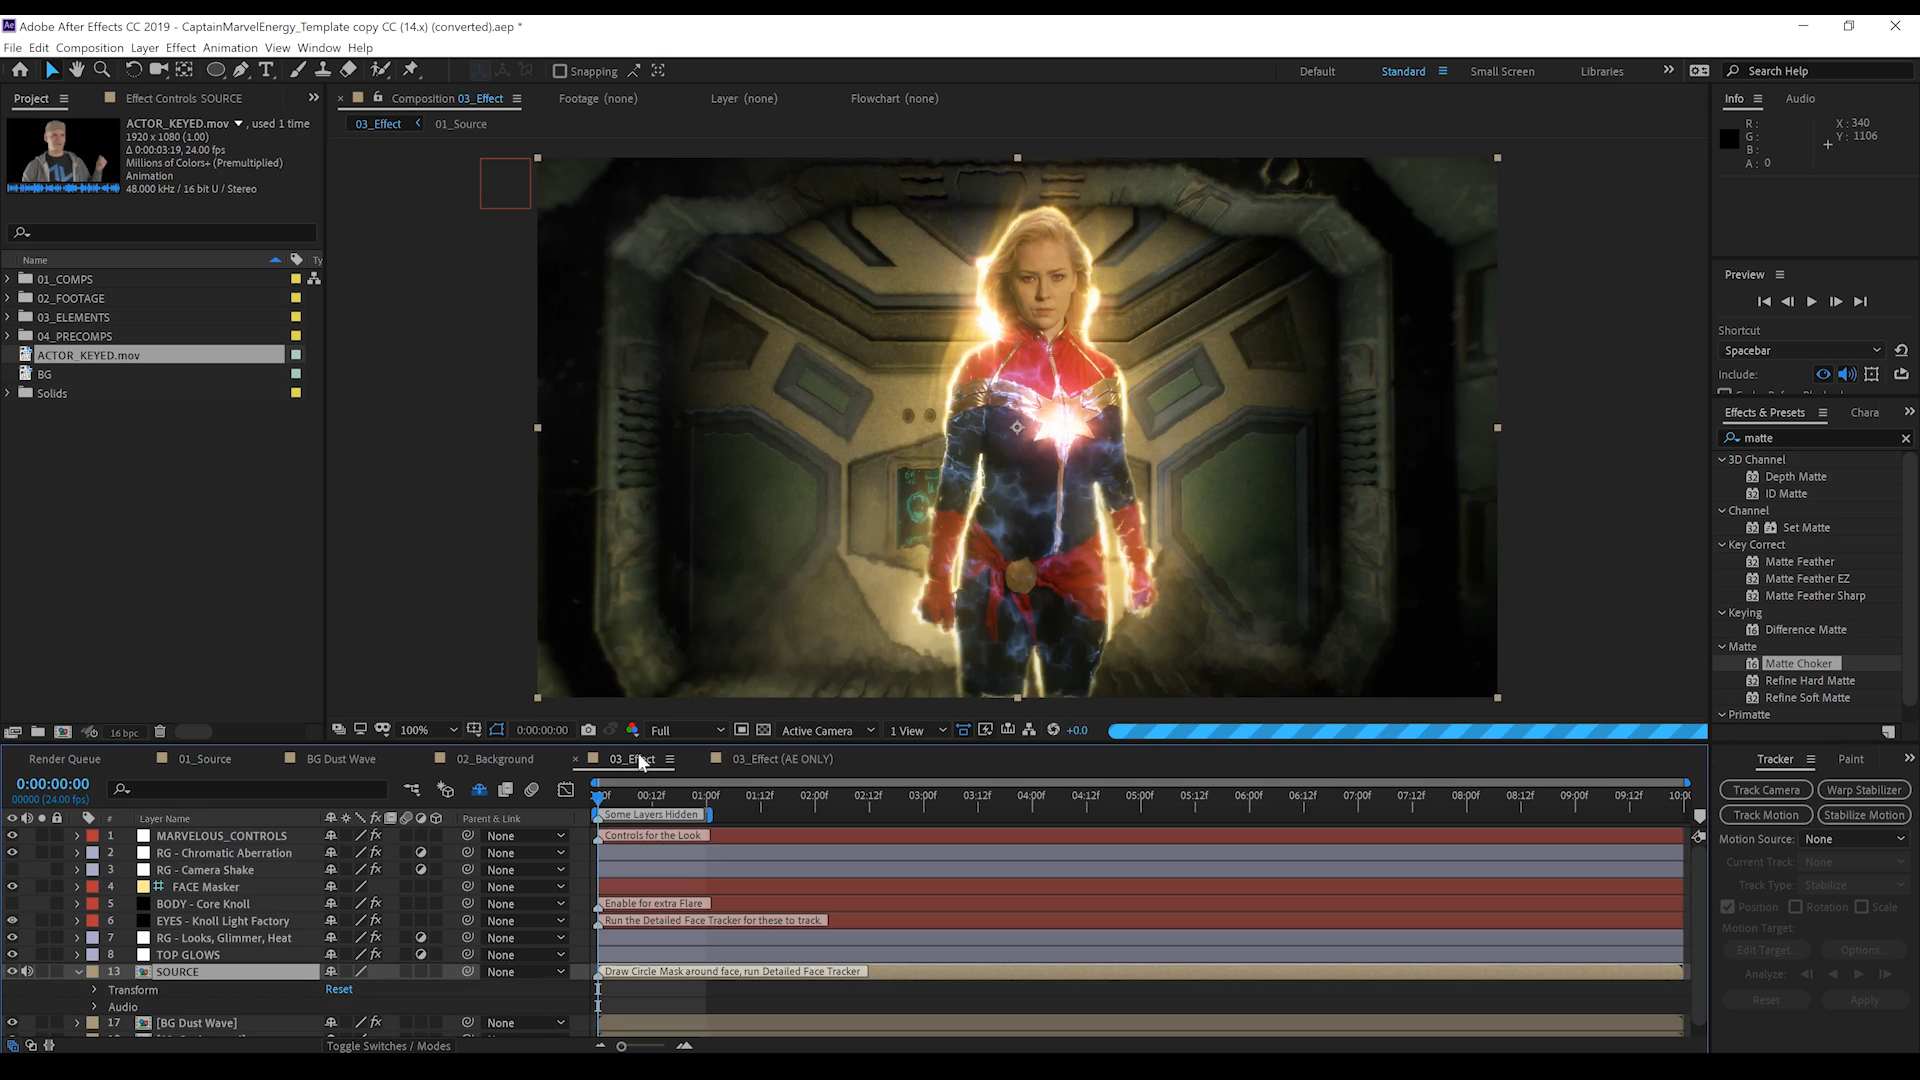 Adobe After Effects CC 2019 - CaptainMarvelEnergy_Template copy CC (14.x) (converted).aep *
File Edit Composition Layer Effect Animation View Window Help
Snapping
Default Standard Small Screen Libraries Search Help
Project Effect Controls SOURCE
Composition 03_Effect Footage (none) Layer (none) Flowchart (none)
Info Audio
03_Effect 01_Source
ACTOR_KEYED.mov , used 1 time
1920 x 1080 (1.00)
Δ 0:00:03:19, 24.00 fps
Millions of Colors+ (Premultiplied)
Animation
48.000 kHz / 16 bit U / Stereo
R :
G :
B :
A : 0
X : 340
Y : 1106
Name Ty
01_COMPS
02_FOOTAGE
03_ELEMENTS
04_PRECOMPS
ACTOR_KEYED.mov
BG
Solids
Preview
Shortcut
Spacebar
Include:
Effects & Presets Chara
matte
3D Channel
Depth Matte
ID Matte
Channel
Set Matte
Key Correct
Matte Feather
Matte Feather EZ
Matte Feather Sharp
Keying
Difference Matte
Matte
Matte Choker
Refine Hard Matte
Refine Soft Matte
Primatte
16 bpc
100% 0:00:00:00 Full Active Camera 1 View +0.0
Render Queue 01_Source BG Dust Wave 02_Background 03_Effect 03_Effect (AE ONLY)
0:00:00:00
00000 (24.00 fps)
00:12f 01:00f 01:12f 02:00f 02:12f 03:00f 03:12f 04:00f 04:12f 05:00f 05:12f 06:00f 06:12f 07:00f 07:12f 08:00f 08:12f 09:00f 09:12f 10:0
# Layer Name Parent & Link
Some Layers Hidden
1 MARVELOUS_CONTROLS None Controls for the Look
2 RG - Chromatic Aberration None
3 RG - Camera Shake None
4 FACE Masker None
5 BODY - Core Knoll None Enable for extra Flare
6 EYES - Knoll Light Factory None Run the Detailed Face Tracker for these to track.
7 RG - Looks, Glimmer, Heat None
8 TOP GLOWS None
13 SOURCE None Draw Circle Mask around face, run Detailed Face Tracker
Transform Reset
Audio
17 [BG Dust Wave] None
Toggle Switches / Modes
Tracker Paint
Track Camera Warp Stabilizer
Track Motion Stabilize Motion
Motion Source: None
Current Track: None
Track Type: Stabilize
Position Rotation Scale
Motion Target:
Edit Target... Options...
Analyze:
Reset Apply